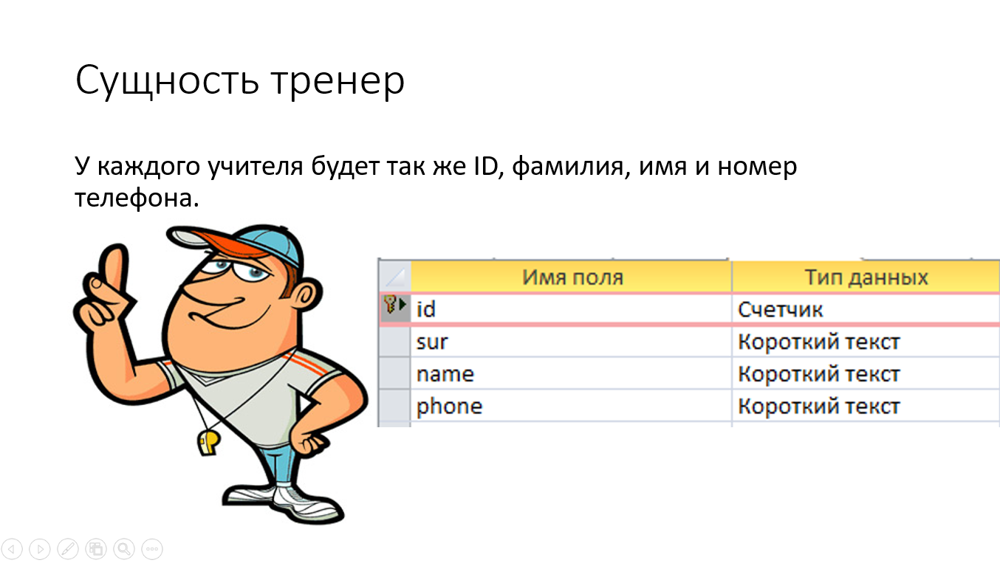 Сущность тренер
У каждого учителя будет так же ID, фамилия, имя и номер
телефона.
Имя поля Тип данных
id Счетчик
sur Короткий текст
name Короткий текст
phone Короткий текст